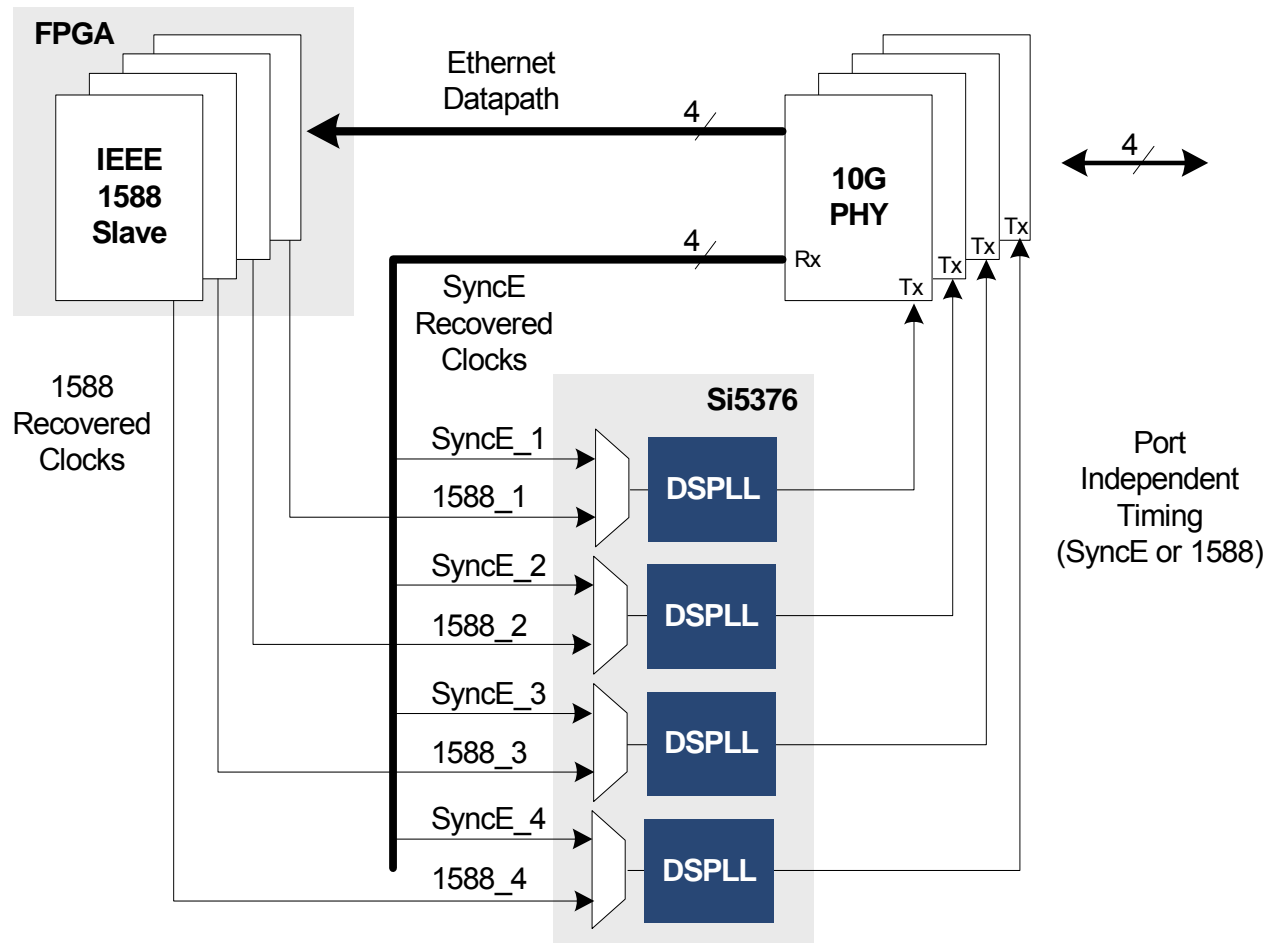 FPGA
IEEE
1588
Slave
Ethernet
Datapath
4
10G
PHY
Rx
Tx
Tx
Tx
Tx
4
4
SyncE
Recovered
Clocks
1588
Recovered
Clocks
Si5376
SyncE_1
1588_1
DSPLL
SyncE_2
1588_2
DSPLL
SyncE_3
1588_3
DSPLL
SyncE_4
1588_4
DSPLL
Port
Independent
Timing
(SyncE or 1588)